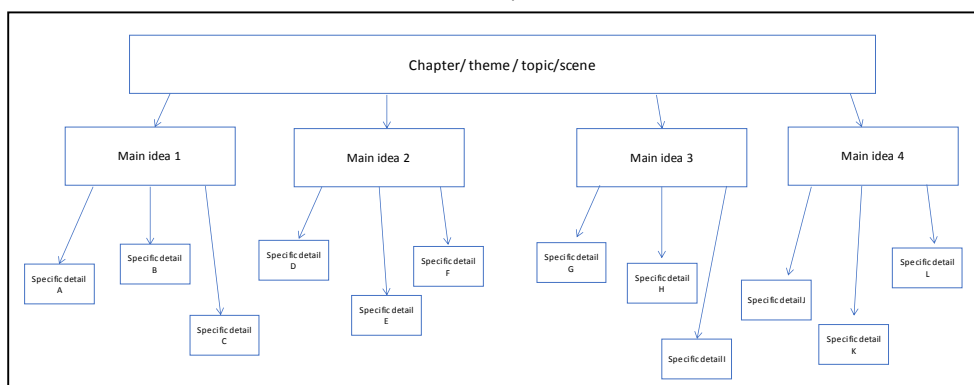 Chapter/ theme / topic/scene
Main idea 1
Main idea 2
Main idea 3
Main idea 4
Specific detail
A
Specific detail
B
Specific detail
C
Specific detail
D
Specific detail
E
Specific detail
F
Specific detail
G
Specific detail
H
Specific detail I
Specific detail J
Specific detail
K
Specific detail
L